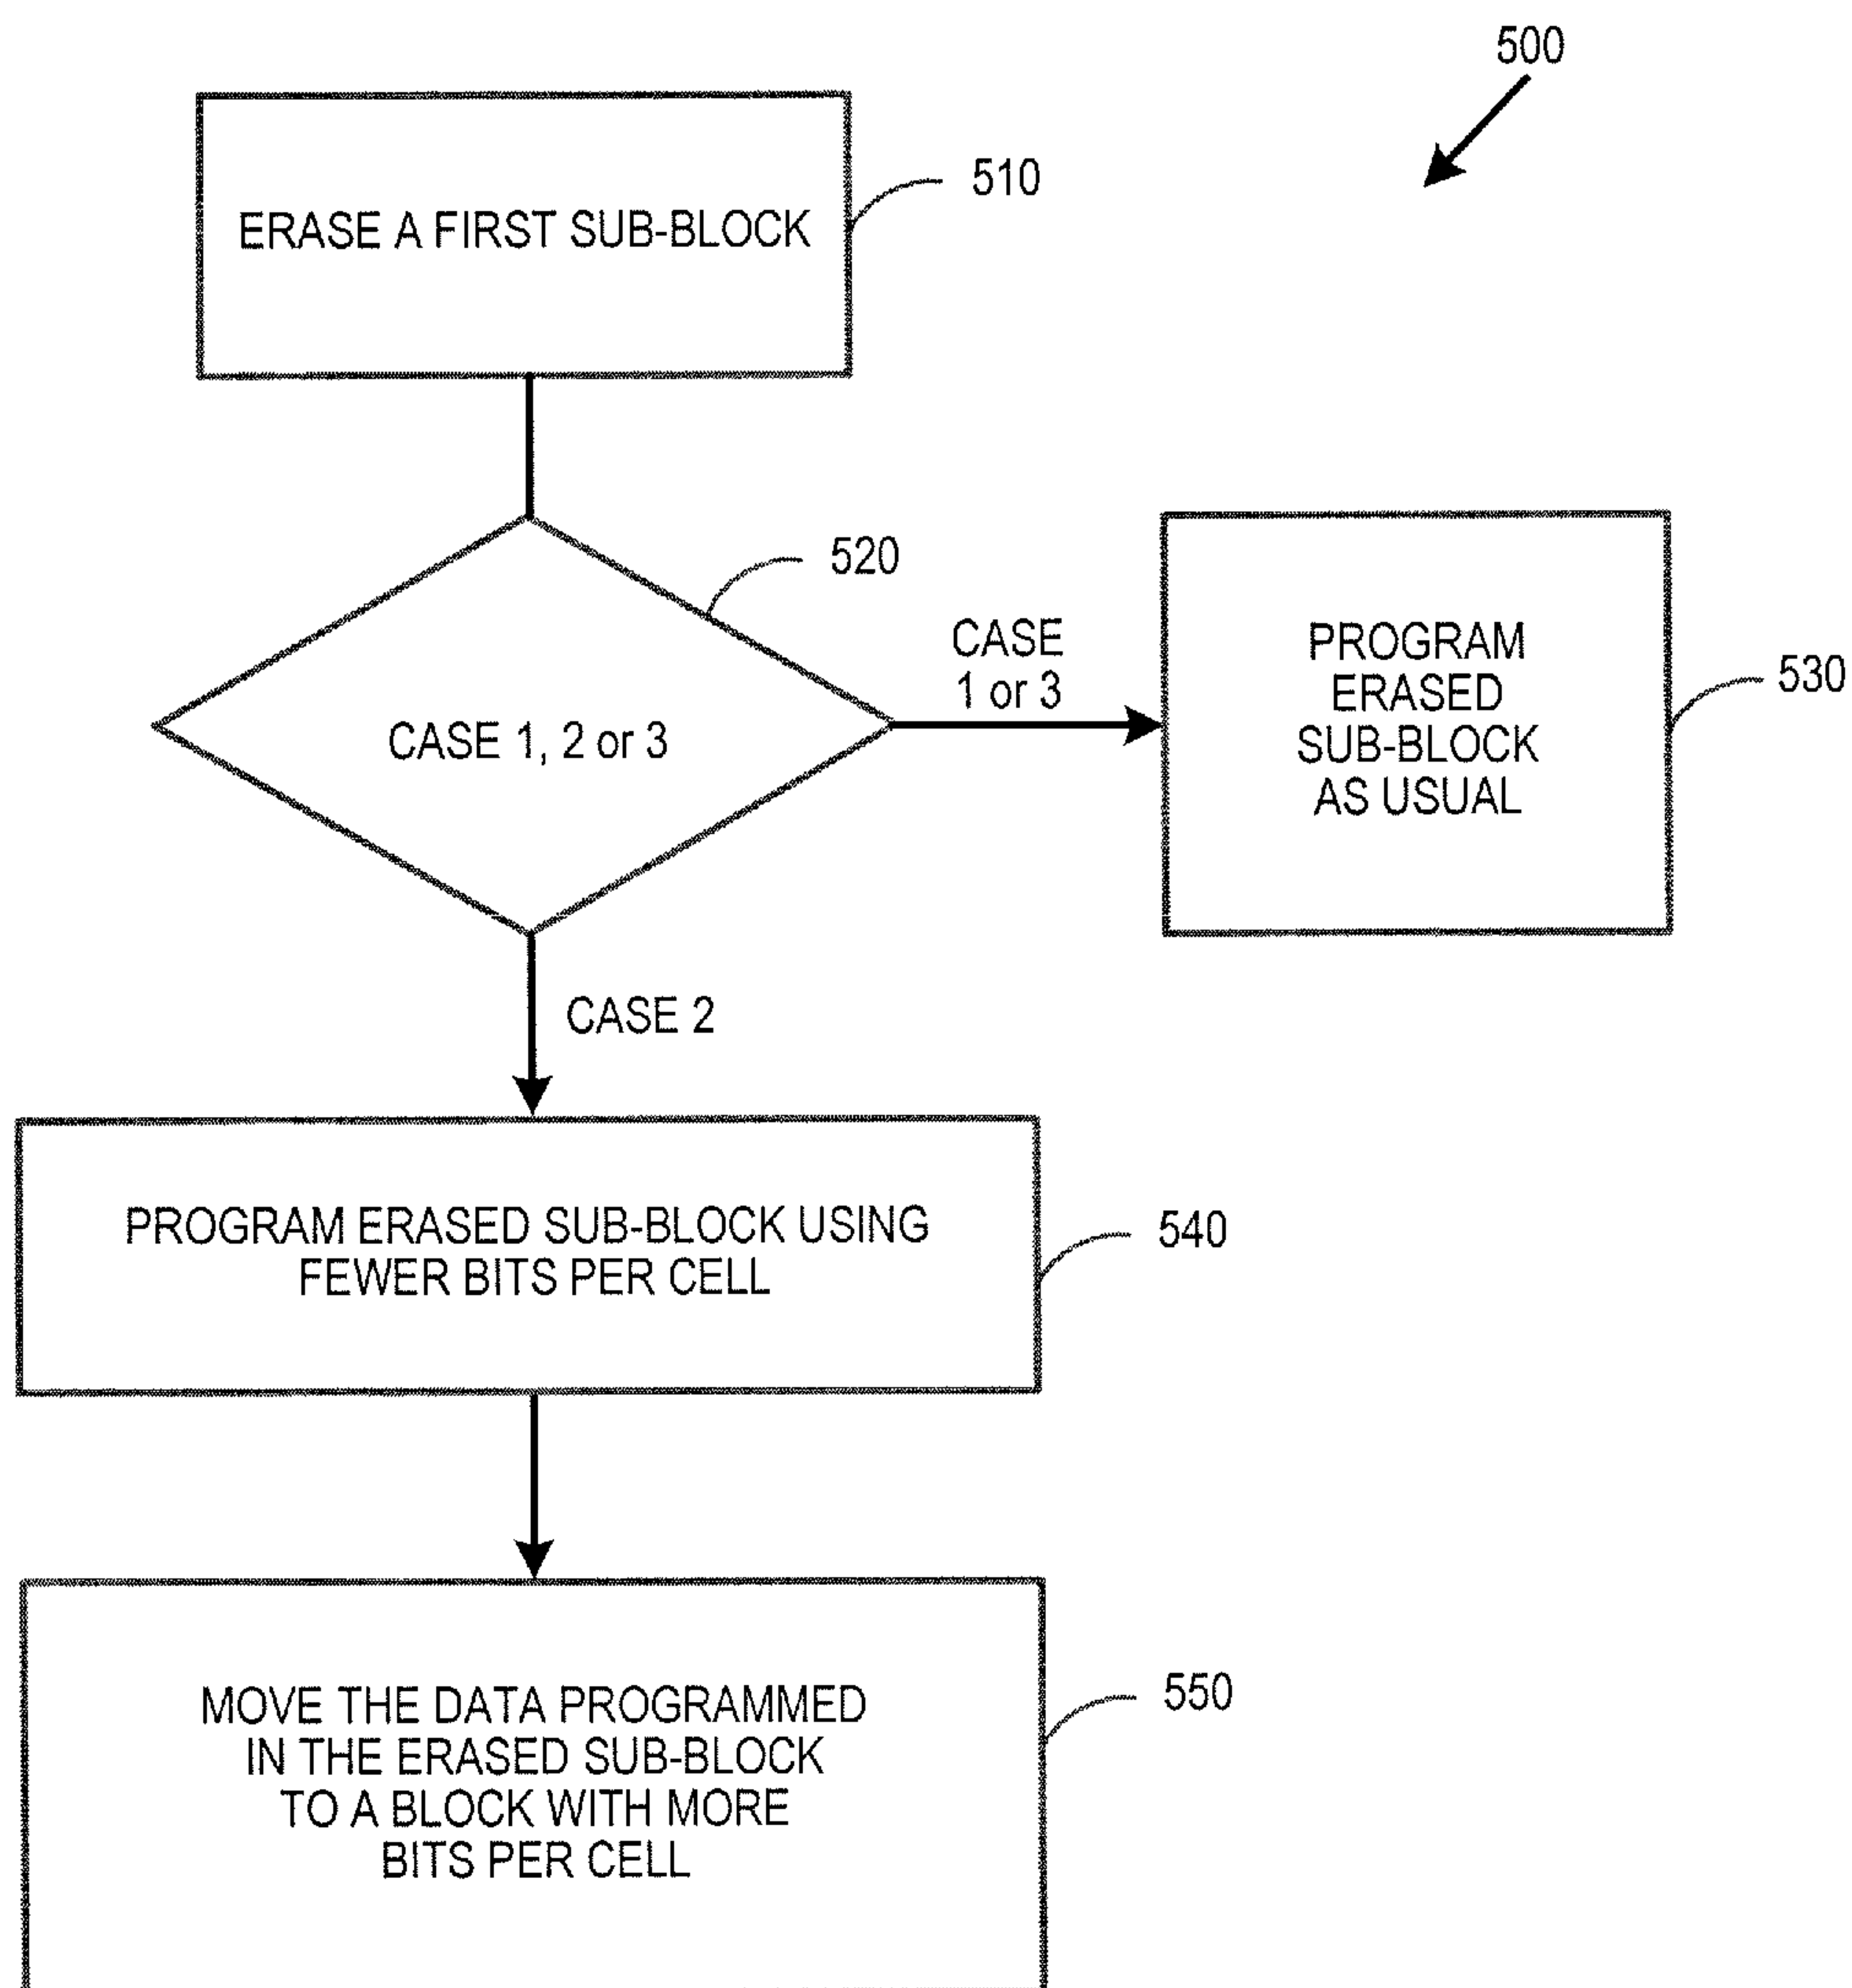 500
510
ERASE A FIRST SUB-BLOCK
520
CASE
1 or 3
CASE 1, 2 or 3
PROGRAM
ERASED
SUB-BLOCK
AS USUAL
530
CASE 2
PROGRAM ERASED SUB-BLOCK USING
FEWER BITS PER CELL
540
MOVE THE DATA PROGRAMMED
IN THE ERASED SUB-BLOCK
TO A BLOCK WITH MORE
BITS PER CELL
550